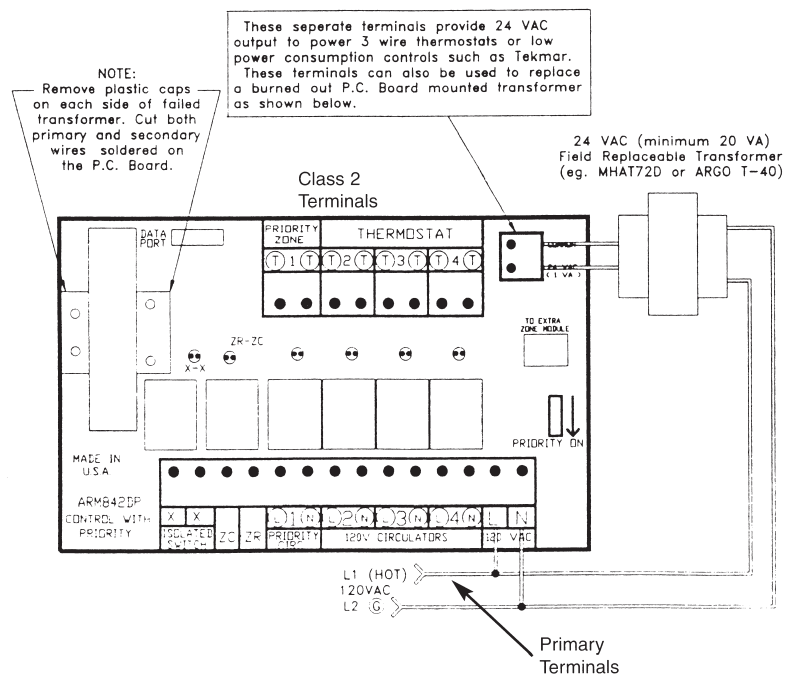 These seperate terminals provide 24 VAC
output to power 3 wire thermostats or low
power consumption controls such as Tekmar.
These terminals can also be used to replace
a burned out P.C. Board mounted transformer
as shown below.
NOTE:
Remove plastic caps
on each side of failed
transformer. Cut both
primary and secondary
wires soldered on
the P.C. Board.
24 VAC (minimum 20 VA)
Field Replaceable Transformer
(eg. MHAT72D or ARGO T-40)
Class 2
Terminals
DATA
PORT
PRIORITY
ZONE
THERMOSTAT
T 1 T T 2 T T 3 T T 4 T
24 VAC
(1 VA)
TO EXTRA
ZONE MODULE
ZR-ZC
X-X
PRIORITY ON
MADE IN
U.S.A.
ARM842DP
CONTROL WITH
PRIORITY
X X
ISOLATED
SWITCH
ZC ZR
L 1 N L 2 N L 3 N L 4 N L N
PRIORITY
CIRC.
120V CIRCULATORS
120 VAC
L1 (HOT)
120VAC
L2 G
Primary
Terminals